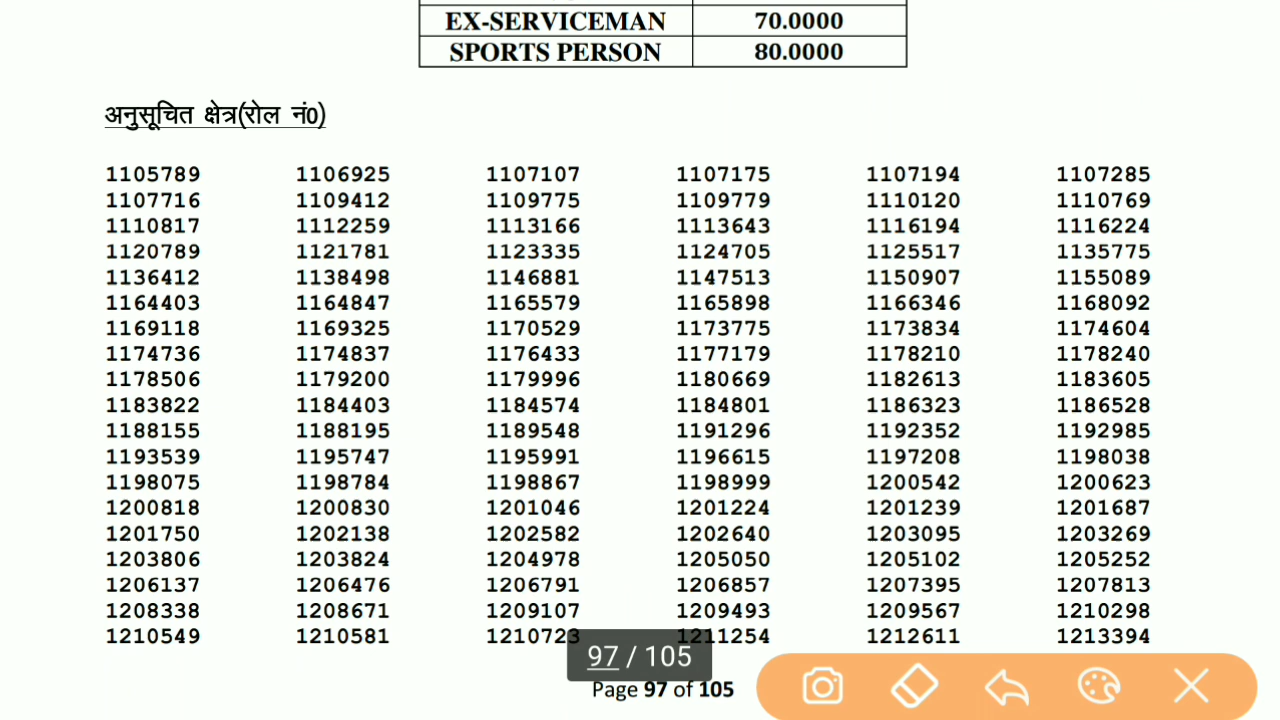 EX-SERVICEMAN 70.0000
SPORTS PERSON 80.0000
अनुसूचित क्षेत्र(रोल नं0)
1105789 1106925 1107107 1107175 1107194 1107285
1107716 1109412 1109775 1109779 1110120 1110769
1110817 1112259 1113166 1113643 1116194 1116224
1120789 1121781 1123335 1124705 1125517 1135775
1136412 1138498 1146881 1147513 1150907 1155089
1164403 1164847 1165579 1165898 1166346 1168092
1169118 1169325 1170529 1173775 1173834 1174604
1174736 1174837 1176433 1177179 1178210 1178240
1178506 1179200 1179996 1180669 1182613 1183605
1183822 1184403 1184574 1184801 1186323 1186528
1188155 1188195 1189548 1191296 1192352 1192985
1193539 1195747 1195991 1196615 1197208 1198038
1198075 1198784 1198867 1198999 1200542 1200623
1200818 1200830 1201046 1201224 1201239 1201687
1201750 1202138 1202582 1202640 1203095 1203269
1203806 1203824 1204978 1205050 1205102 1205252
1206137 1206476 1206791 1206857 1207395 1207813
1208338 1208671 1209107 1209493 1209567 1210298
1210549 1210581 1210723 1211254 1212611 1213394
97 / 105
Page 97 of 105